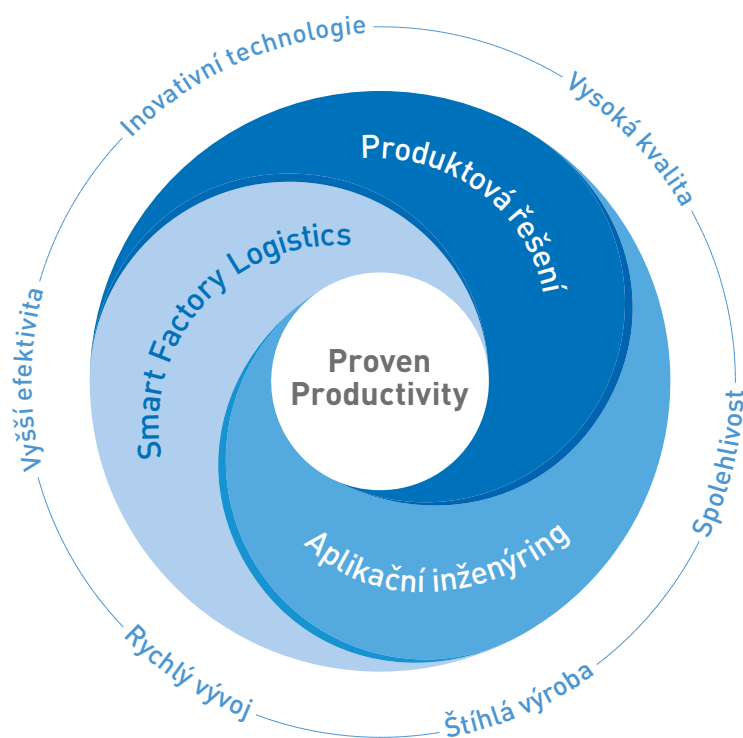 Inovativní technologie
Vysoká kvalita
Produktová řešení
Smart Factory Logistics
Vyšší efektivita
Proven
Productivity
Spolehlivost
Aplikační inženýring
Rychlý vývoj
Štíhlá výroba